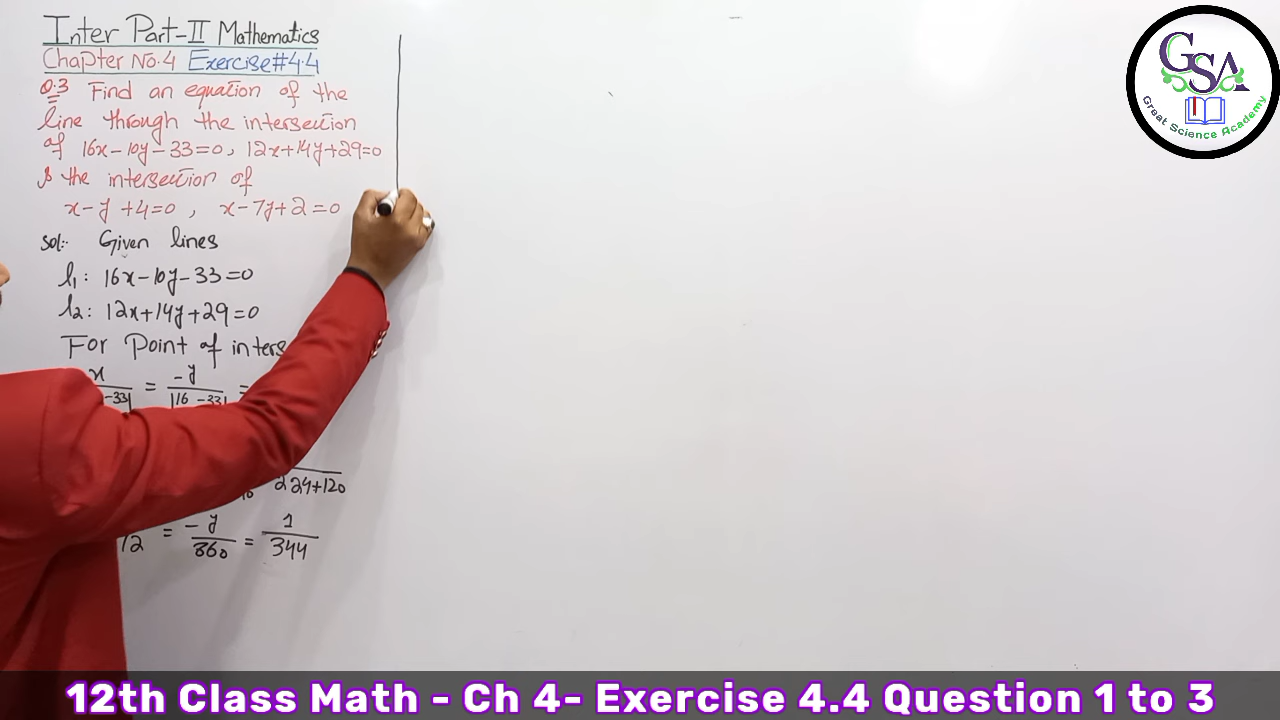 Inter Part-II Mathematics
Chapter No.4 Exercise#4.4
Q.3 Find an equation of the
line through the intersection
of 16x-10y-33=0, 12x+14y+29=0
& the intersection of
x-y+4=0, x-7y+2=0
Sol:- Given lines
l₁: 16x-10y-33=0
l₂: 12x+14y+29=0
For Point of
x = -y =
-33| |16 -33|
224+120
-y = 1
= 344
GSA
Great Science Academy
12th Class Math - Ch 4- Exercise 4.4 Question 1 to 3